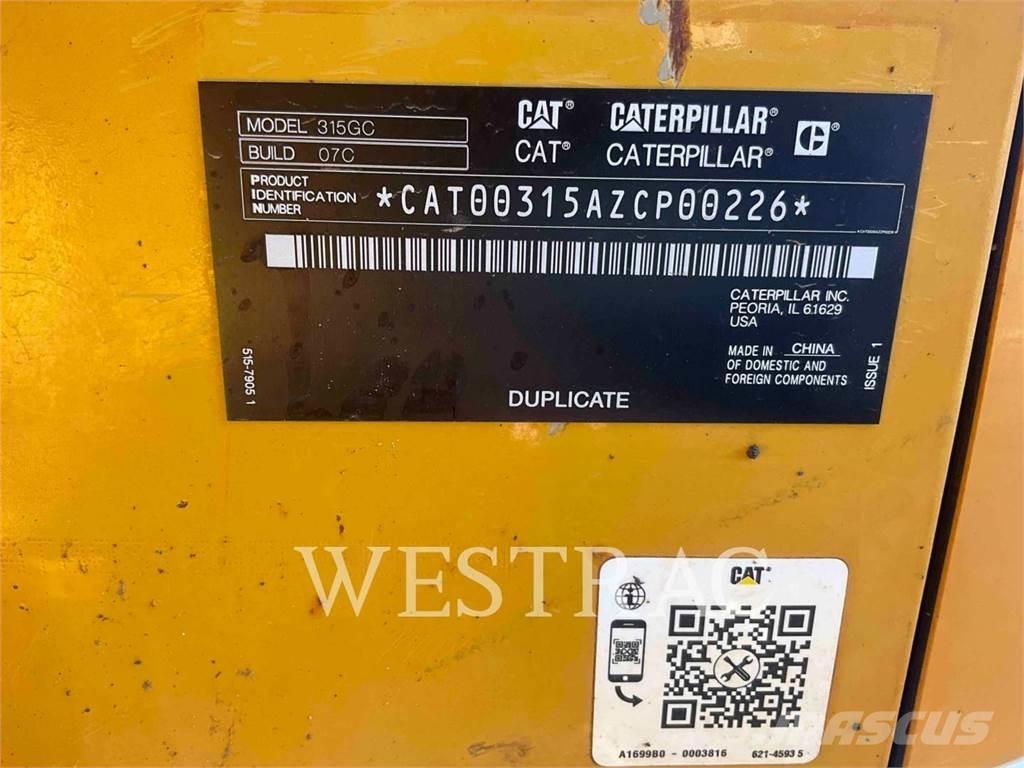 MODEL 315GC
BUILD 07C
CAT® CATERPILLAR®
CAT® CATERPILLAR®
PRODUCT
IDENTIFICATION
NUMBER
*CAT00315AZCP00226*
CATERPILLAR INC.
PEORIA, IL 61629
USA
MADE IN CHINA
OF DOMESTIC AND
FOREIGN COMPONENTS
515-7905 1
ISSUE 1
DUPLICATE
WESTRAC
CAT®
A1699B0 - 0003816
621-4593 5
MASCUS